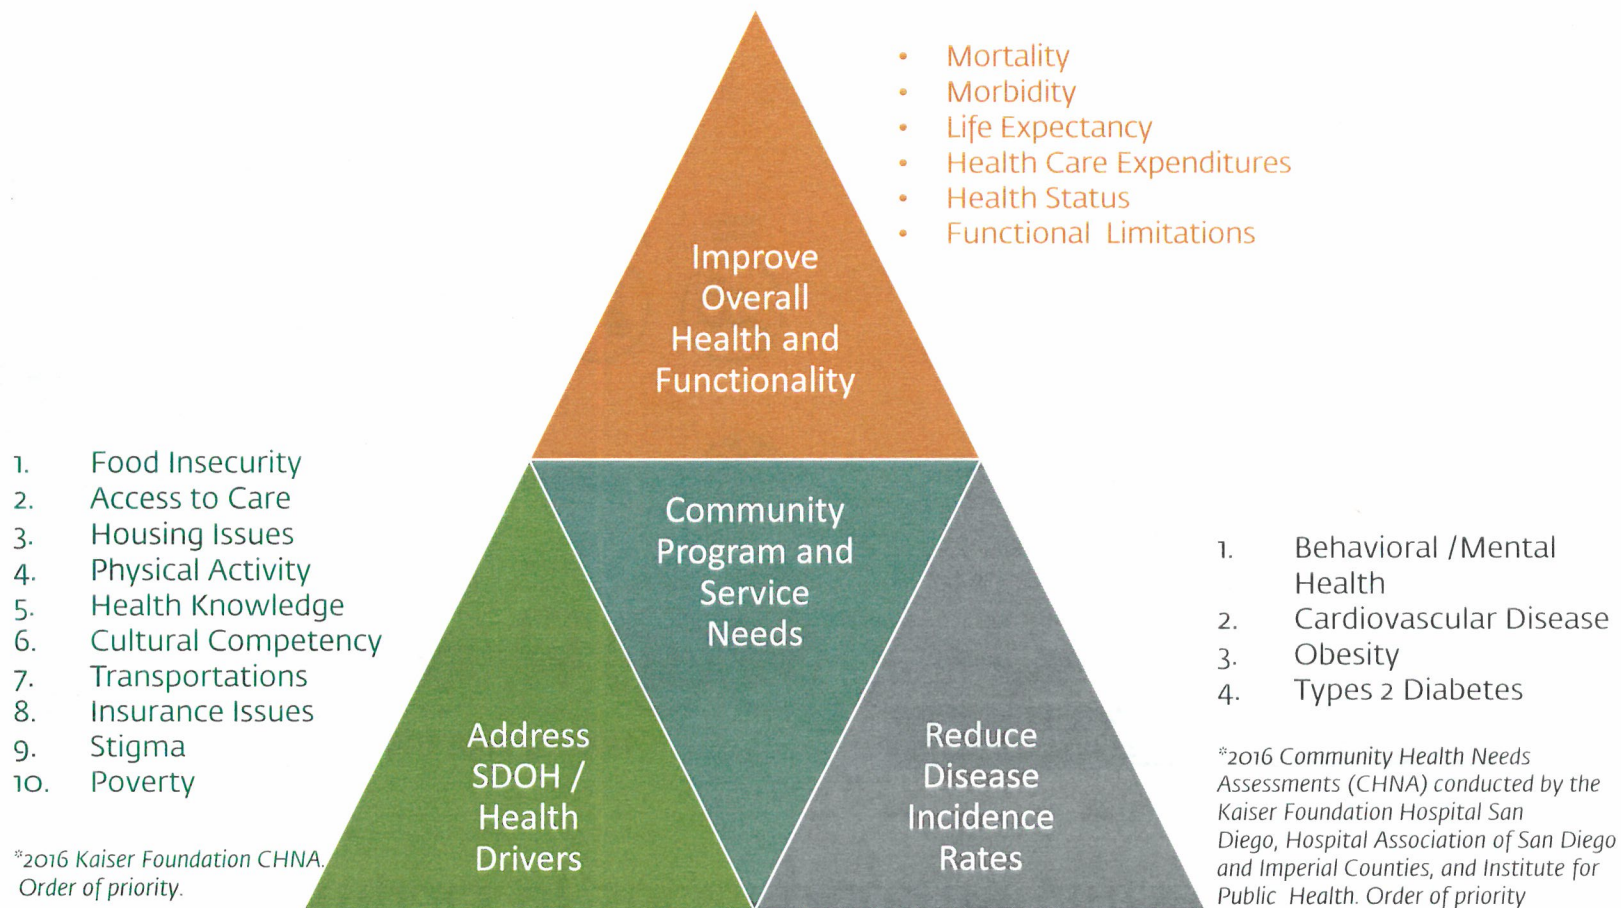 • Mortality
• Morbidity
• Life Expectancy
• Health Care Expenditures
• Health Status
• Functional Limitations
Improve
Overall
Health and
Functionality
1. Food Insecurity
2. Access to Care
3. Housing Issues
4. Physical Activity
5. Health Knowledge
6. Cultural Competency
7. Transportations
8. Insurance Issues
9. Stigma
10. Poverty
*2016 Kaiser Foundation CHNA.
Order of priority.
Community
Program and
Service
Needs
Address
SDOH /
Health
Drivers
Reduce
Disease
Incidence
Rates
1. Behavioral /Mental
Health
2. Cardiovascular Disease
3. Obesity
4. Types 2 Diabetes
*2016 Community Health Needs
Assessments (CHNA) conducted by the
Kaiser Foundation Hospital San
Diego, Hospital Association of San Diego
and Imperial Counties, and Institute for
Public Health. Order of priority